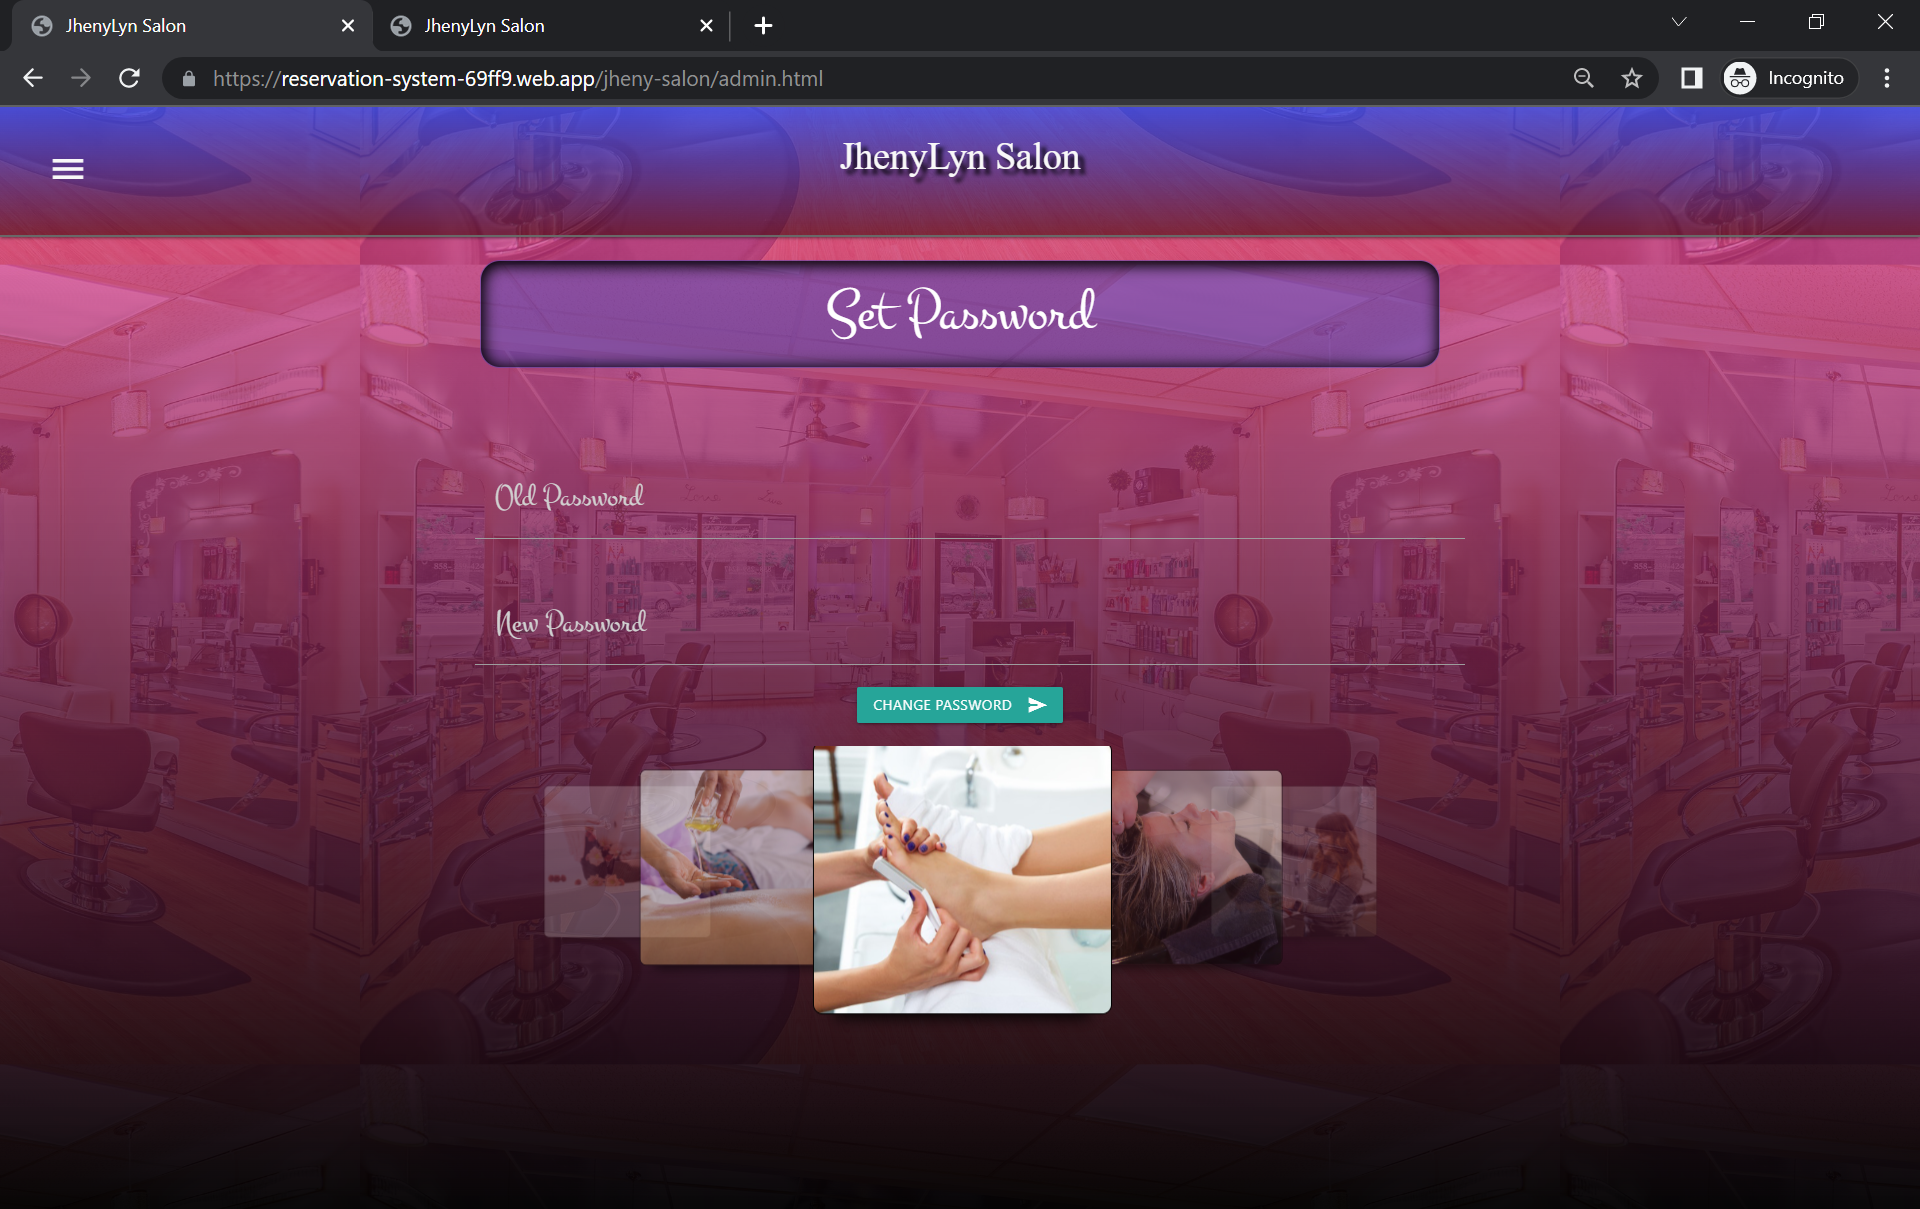 JhenyLyn Salon
JhenyLyn Salon
https://reservation-system-69ff9.web.app/jheny-salon/admin.html
Incognito
JhenyLyn Salon
Set Password
Old Password
New Password
CHANGE PASSWORD